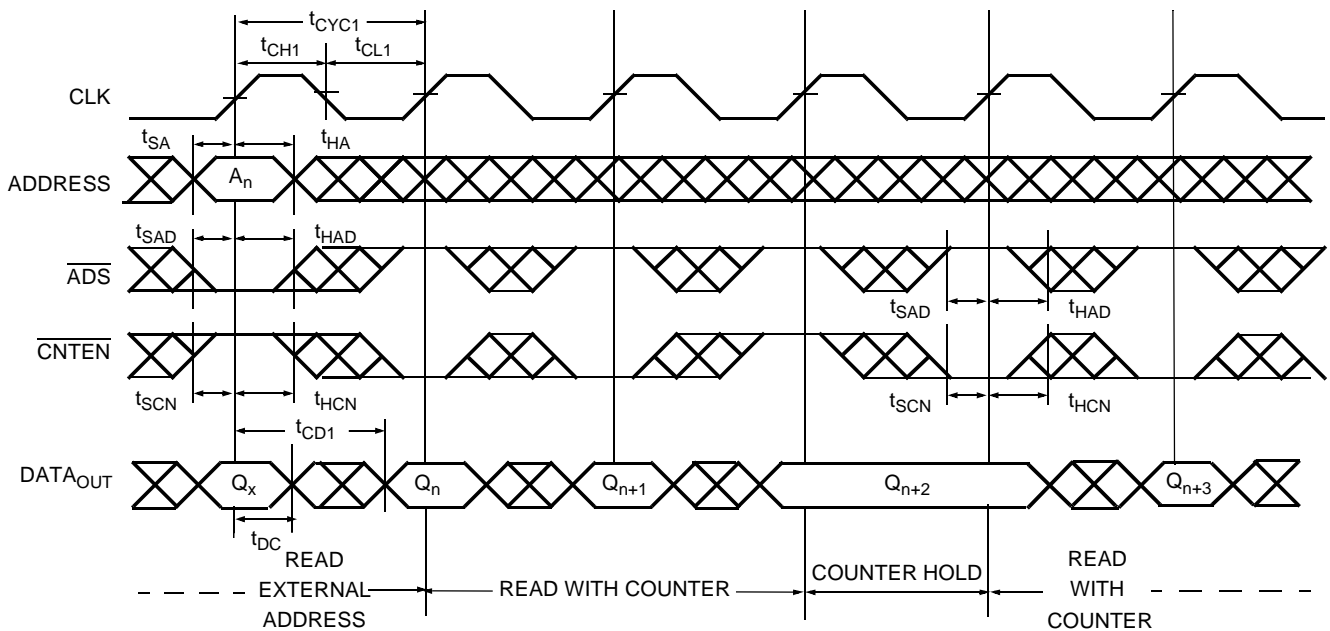 tCYC1
tCH1 tCL1
CLK
tSA tHA
ADDRESS An
tSAD tHAD
ADS
tSAD tHAD
CNTEN
tSCN tHCN tSCN tHCN
tCD1
DATAOUT Qx Qn Qn+1 Qn+2 Qn+3
tDC
READ EXTERNAL ADDRESS
READ WITH COUNTER
COUNTER HOLD
READ WITH COUNTER